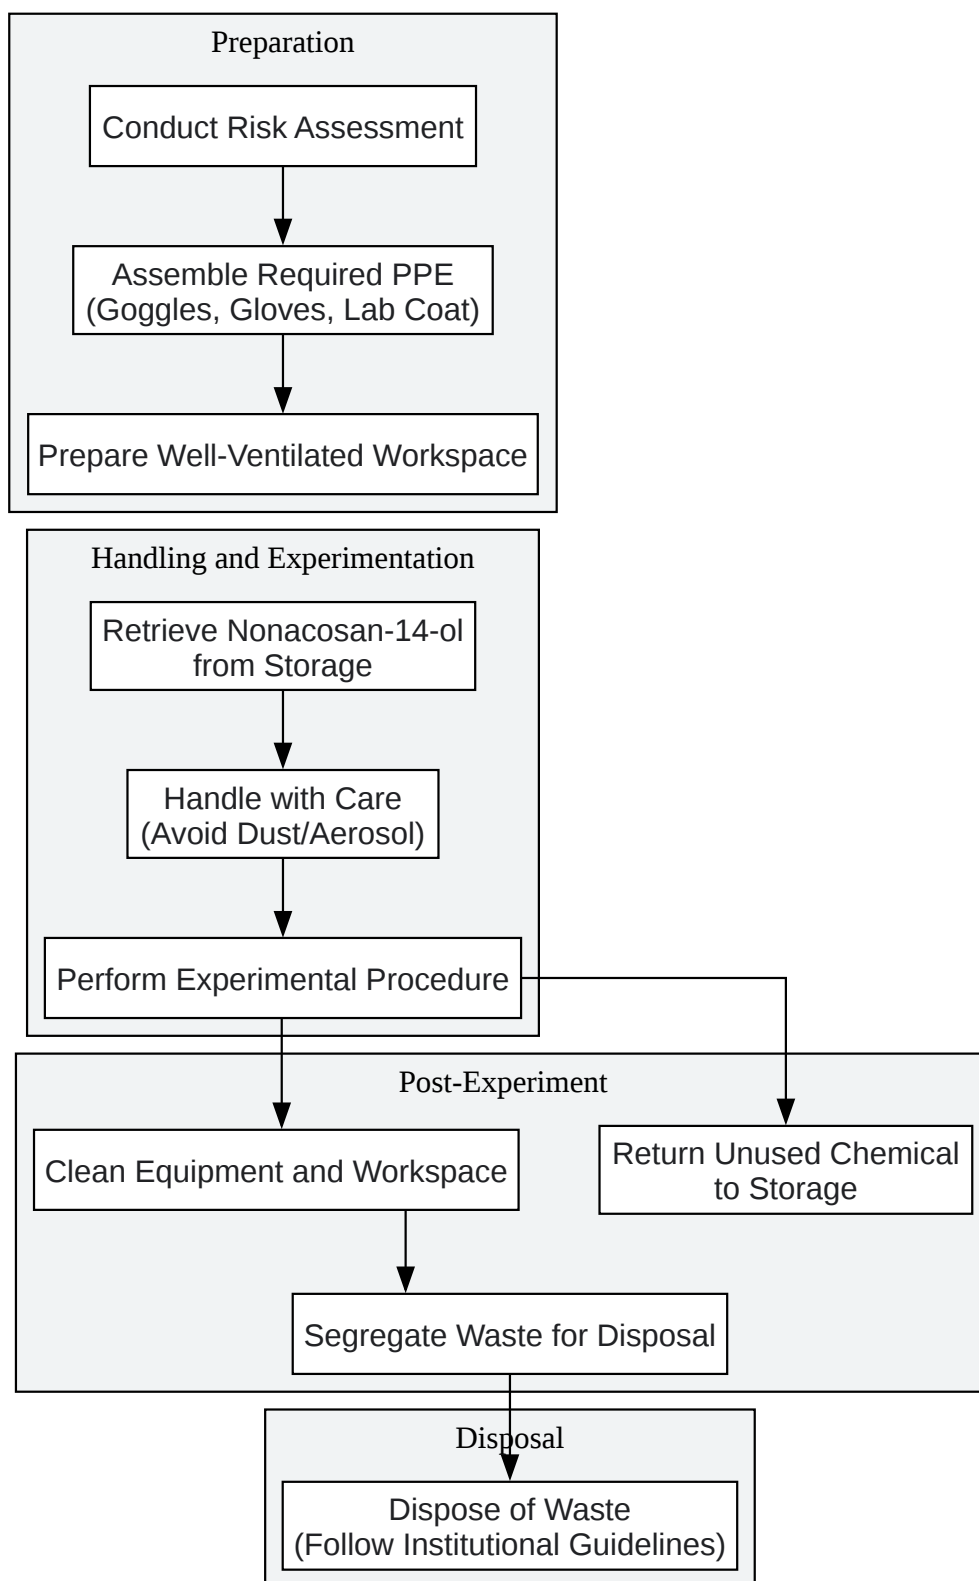 Preparation
Conduct Risk Assessment
Assemble Required PPE
(Goggles, Gloves, Lab Coat)
Prepare Well-Ventilated Workspace
Handling and Experimentation
Retrieve Nonacosan-14-ol
from Storage
Handle with Care
(Avoid Dust/Aerosol)
Perform Experimental Procedure
Post-Experiment
Clean Equipment and Workspace
Return Unused Chemical
to Storage
Segregate Waste for Disposal
Disposal
Dispose of Waste
(Follow Institutional Guidelines)